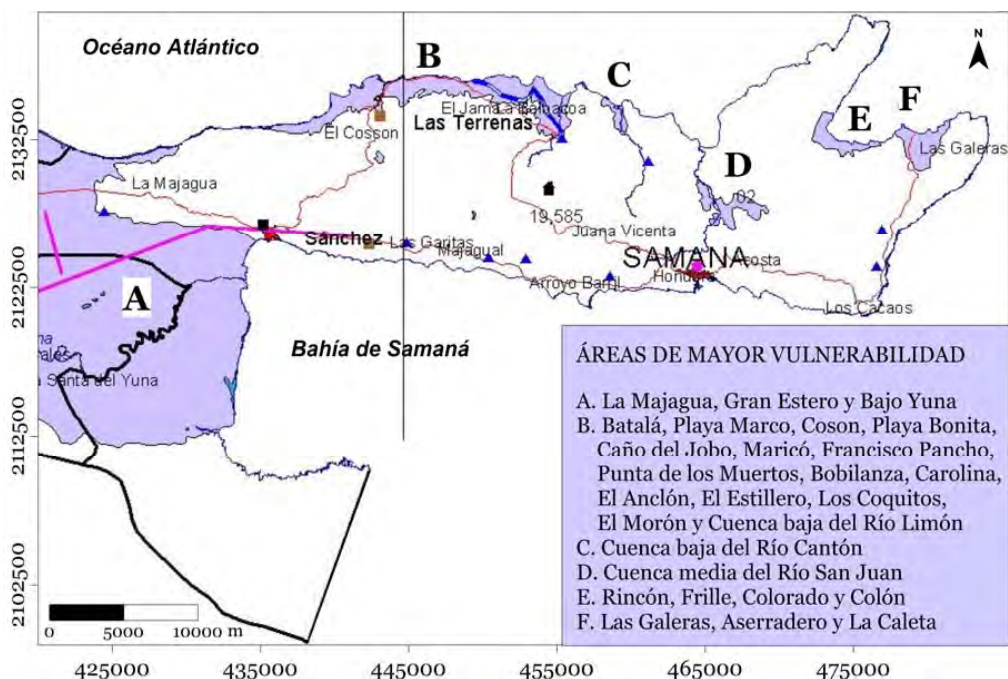 Océano Atlántico
B
N
C
F
E
El Jama
Las Terrenas
El Cosson
Las Galeras
D
La Majagua
02
19,585
Juana Vicenta
Sánchez
Las Garitas
Majagual
SAMANA
costa
Arroyo Barril
Los Cacaos
A
Bahía de Samaná
Santa del Yuna
ÁREAS DE MAYOR VULNERABILIDAD
A. La Majagua, Gran Estero y Bajo Yuna
B. Batalá, Playa Marco, Coson, Playa Bonita,
Caño del Jobo, Maricó, Francisco Pancho,
Punta de los Muertos, Bobilanza, Carolina,
El Anclón, El Estillero, Los Coquitos,
El Morón y Cuenca baja del Río Limón
C. Cuenca baja del Río Cantón
D. Cuenca media del Río San Juan
E. Rincón, Frille, Colorado y Colón
F. Las Galeras, Aserradero y La Caleta
0 5000 10000 m
2132500
2122500
2112500
2102500
425000 435000 445000 455000 465000 475000